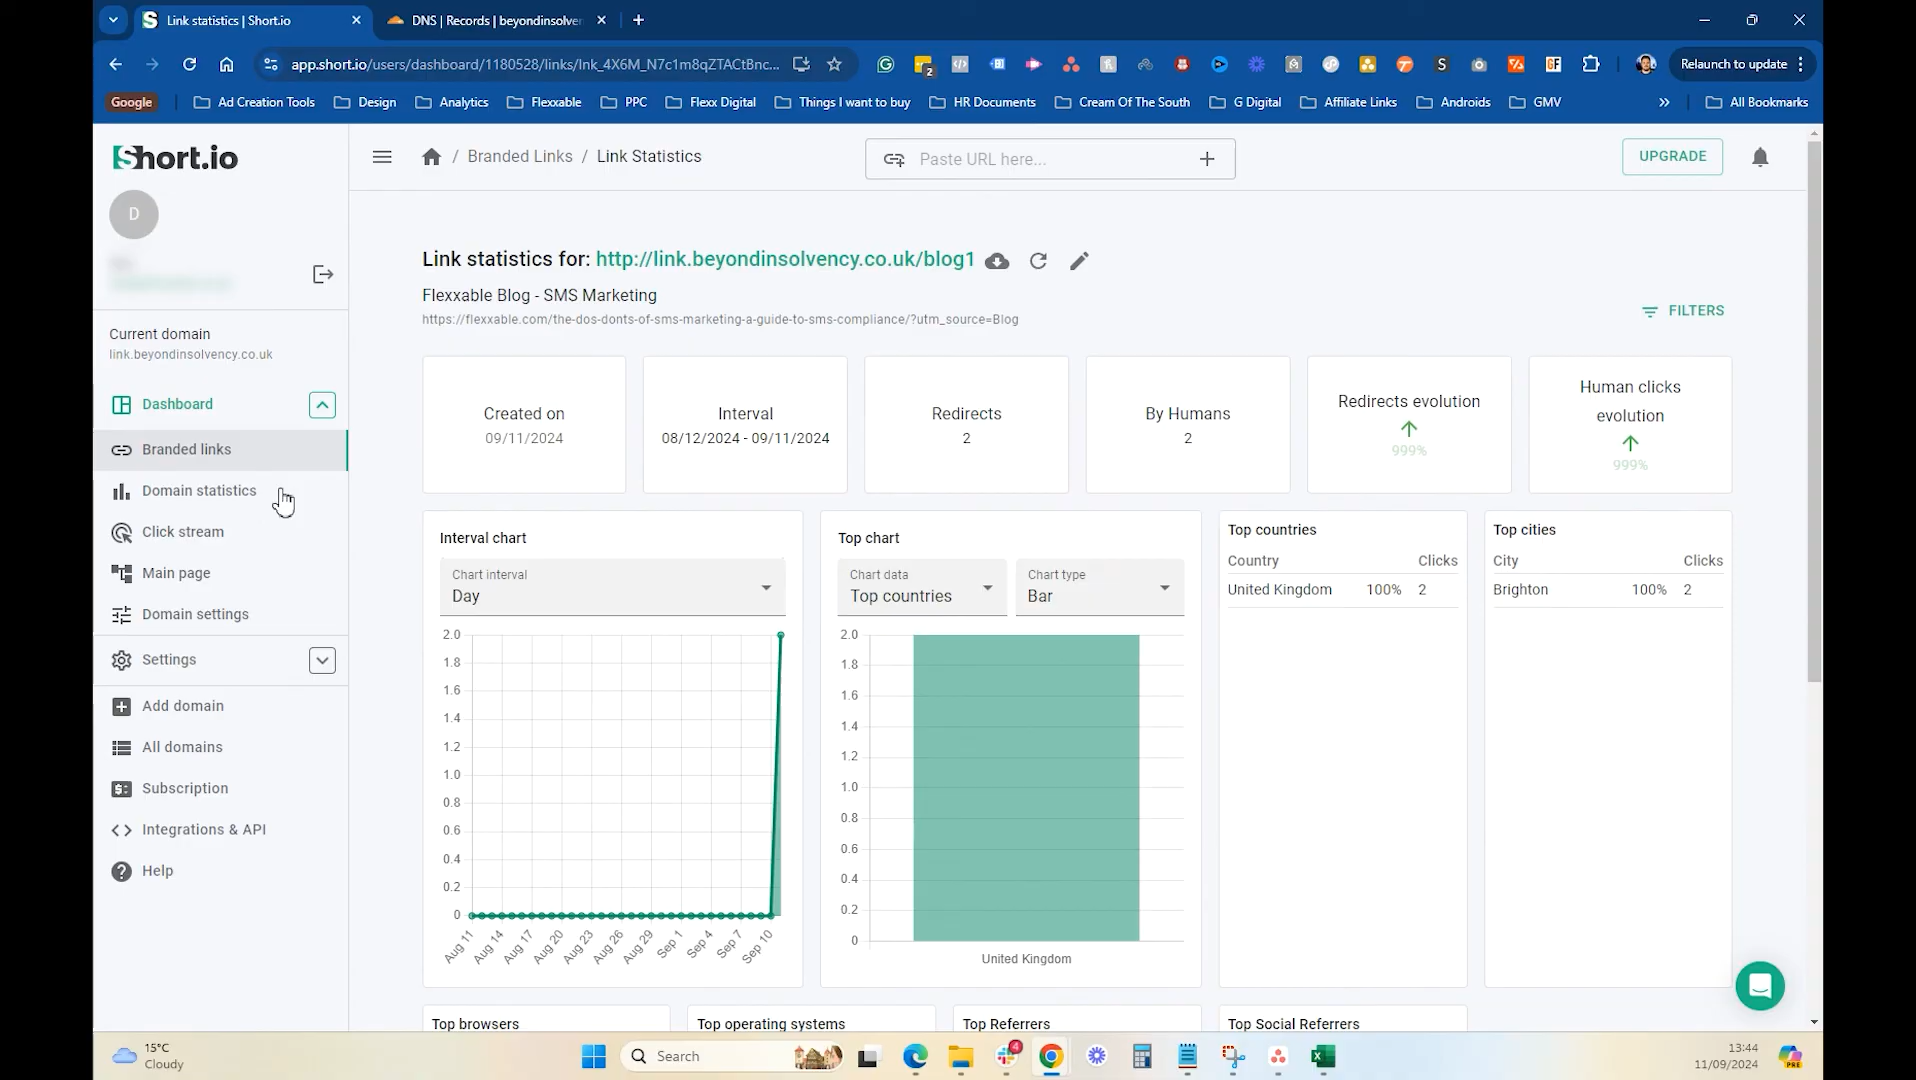 Link statistics | Short.io
DNS | Records | beyondinsolve
app.short.io/users/dashboard/1180528/links/lnk_4X6M_N7c1m8qZTACtBnc...
2
S
GF
Relaunch to update
Google
Ad Creation Tools
Design
Analytics
Flexxable
PPC
Flexx Digital
Things I want to buy
HR Documents
Cream Of The South
G Digital
Affiliate Links
Androids
GMV
All Bookmarks
Short.io
/ Branded Links / Link Statistics
Paste URL here...
UPGRADE
D
Current domain
link.beyondinsolvency.co.uk
Dashboard
Branded links
Domain statistics
Click stream
Main page
Domain settings
Settings
Add domain
All domains
Subscription
Integrations & API
Help
Link statistics for: http://link.beyondinsolvency.co.uk/blog1
Flexxable Blog - SMS Marketing
https://flexxable.com/the-dos-donts-of-sms-marketing-a-guide-to-sms-compliance/?utm_source=Blog
FILTERS
Created on
09/11/2024
Interval
08/12/2024 - 09/11/2024
Redirects
2
By Humans
2
Redirects evolution
999%
Human clicks
evolution
999%
Interval chart
Chart interval
Day
2.0
1.8
1.6
1.4
1.2
1.0
0.8
0.6
0.4
0.2
0
Aug 11
Aug 14
Aug 17
Aug 20
Aug 23
Aug 26
Aug 29
Sep 1
Sep 4
Sep 7
Sep 10
Top chart
Chart data
Top countries
Chart type
Bar
2.0
1.8
1.6
1.4
1.2
1.0
0.8
0.6
0.4
0.2
0
United Kingdom
Top countries
Country Clicks
United Kingdom 100% 2
Top cities
City Clicks
Brighton 100% 2
Top browsers
Top operating systems
Top Referrers
Top Social Referrers
15°C
Cloudy
Search
4
13:44
11/09/2024
PRE